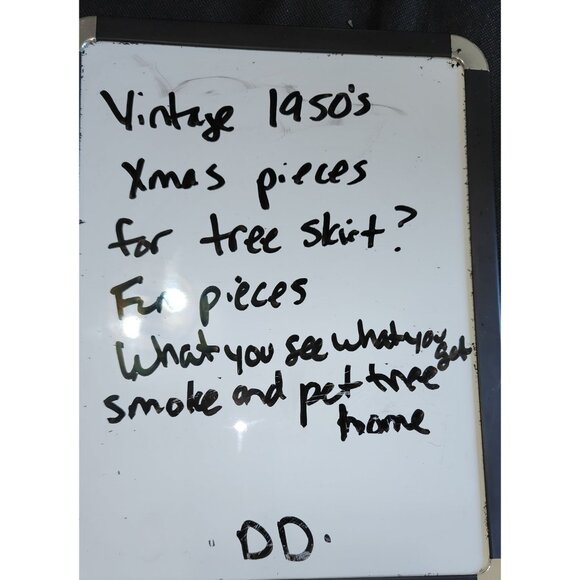 Vintage 1950's
Xmas pieces
for tree skirt?
Fun pieces
What you see what you get
smoke and pet free
home
DD.